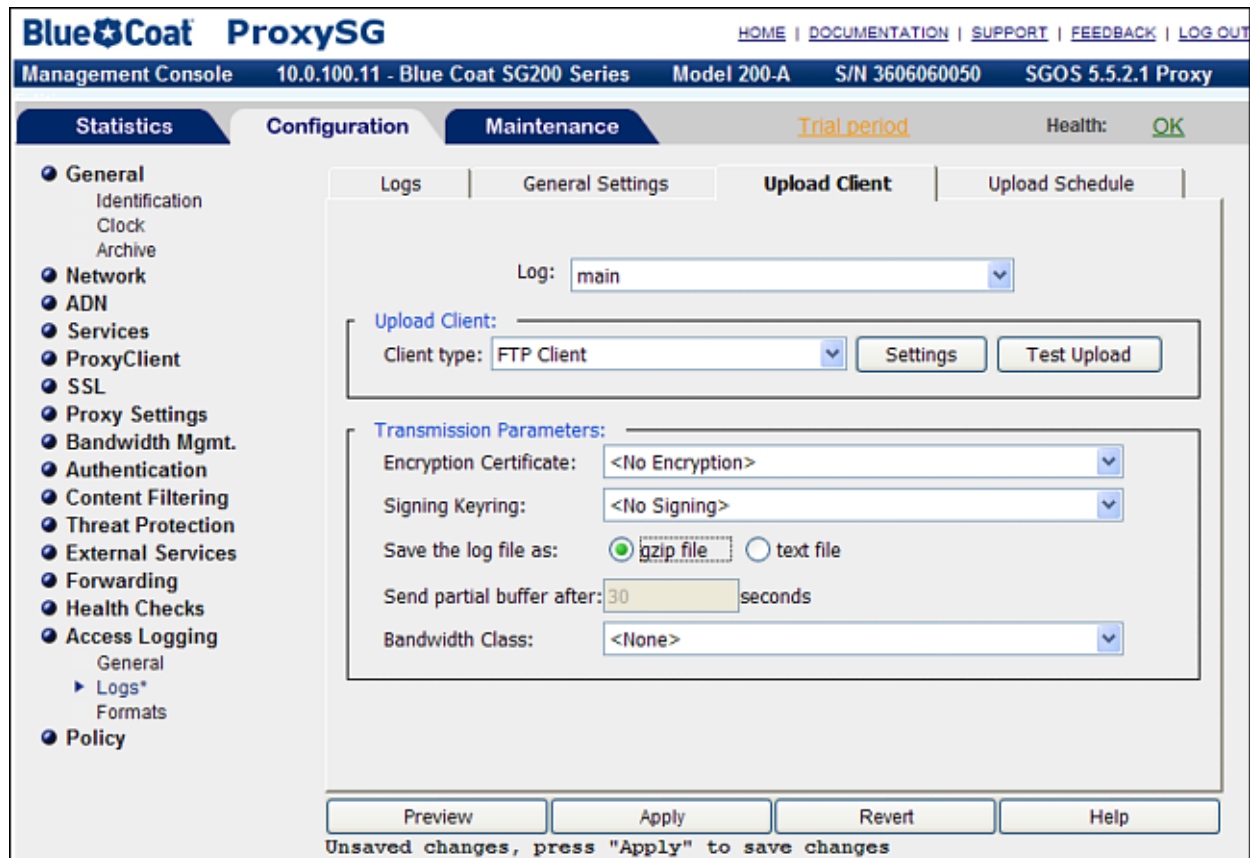 Blue Coat ProxySG
HOME | DOCUMENTATION | SUPPORT | FEEDBACK | LOG OUT
Management Console 10.0.100.11 - Blue Coat SG200 Series Model 200-A S/N 3606060050 SGOS 5.5.2.1 Proxy
Statistics Configuration Maintenance Trial period Health: OK
General
Identification
Clock
Archive
Network
ADN
Services
ProxyClient
SSL
Proxy Settings
Bandwidth Mgmt.
Authentication
Content Filtering
Threat Protection
External Services
Forwarding
Health Checks
Access Logging
General
Logs*
Formats
Policy
Logs General Settings Upload Client Upload Schedule
Log: main
Upload Client:
Client type: FTP Client Settings Test Upload
Transmission Parameters:
Encryption Certificate: <No Encryption>
Signing Keyring: <No Signing>
Save the log file as: gzip file text file
Send partial buffer after: 30 seconds
Bandwidth Class: <None>
Preview Apply Revert Help
Unsaved changes, press "Apply" to save changes